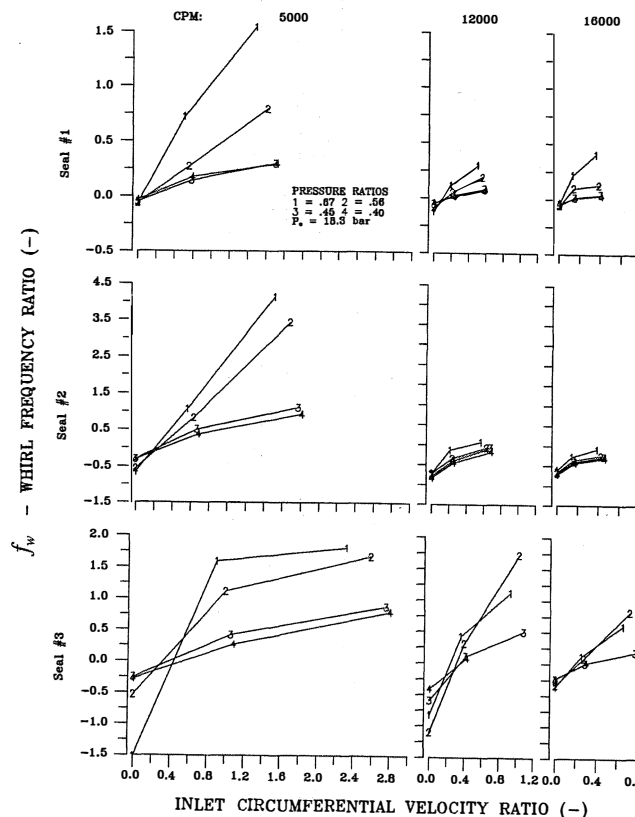 CPM: 5000 12000 16000
1.5
1.0
0.5
0.0
-0.5
Seal #1
PRESSURE RATIOS
1 = .67 2 = .56
3 = .45 4 = .40
P₀ = 18.3 bar
4.5
3.5
2.5
1.5
0.5
-0.5
-1.5
Seal #2
f_w - WHIRL FREQUENCY RATIO (-)
2.0
1.5
1.0
0.5
0.0
-0.5
-1.0
-1.5
Seal #3
0.0 0.4 0.8 1.2 1.6 2.0 2.4 2.8 0.0 0.4 0.8 1.2 0.0 0.4
INLET CIRCUMFERENTIAL VELOCITY RATIO (-)